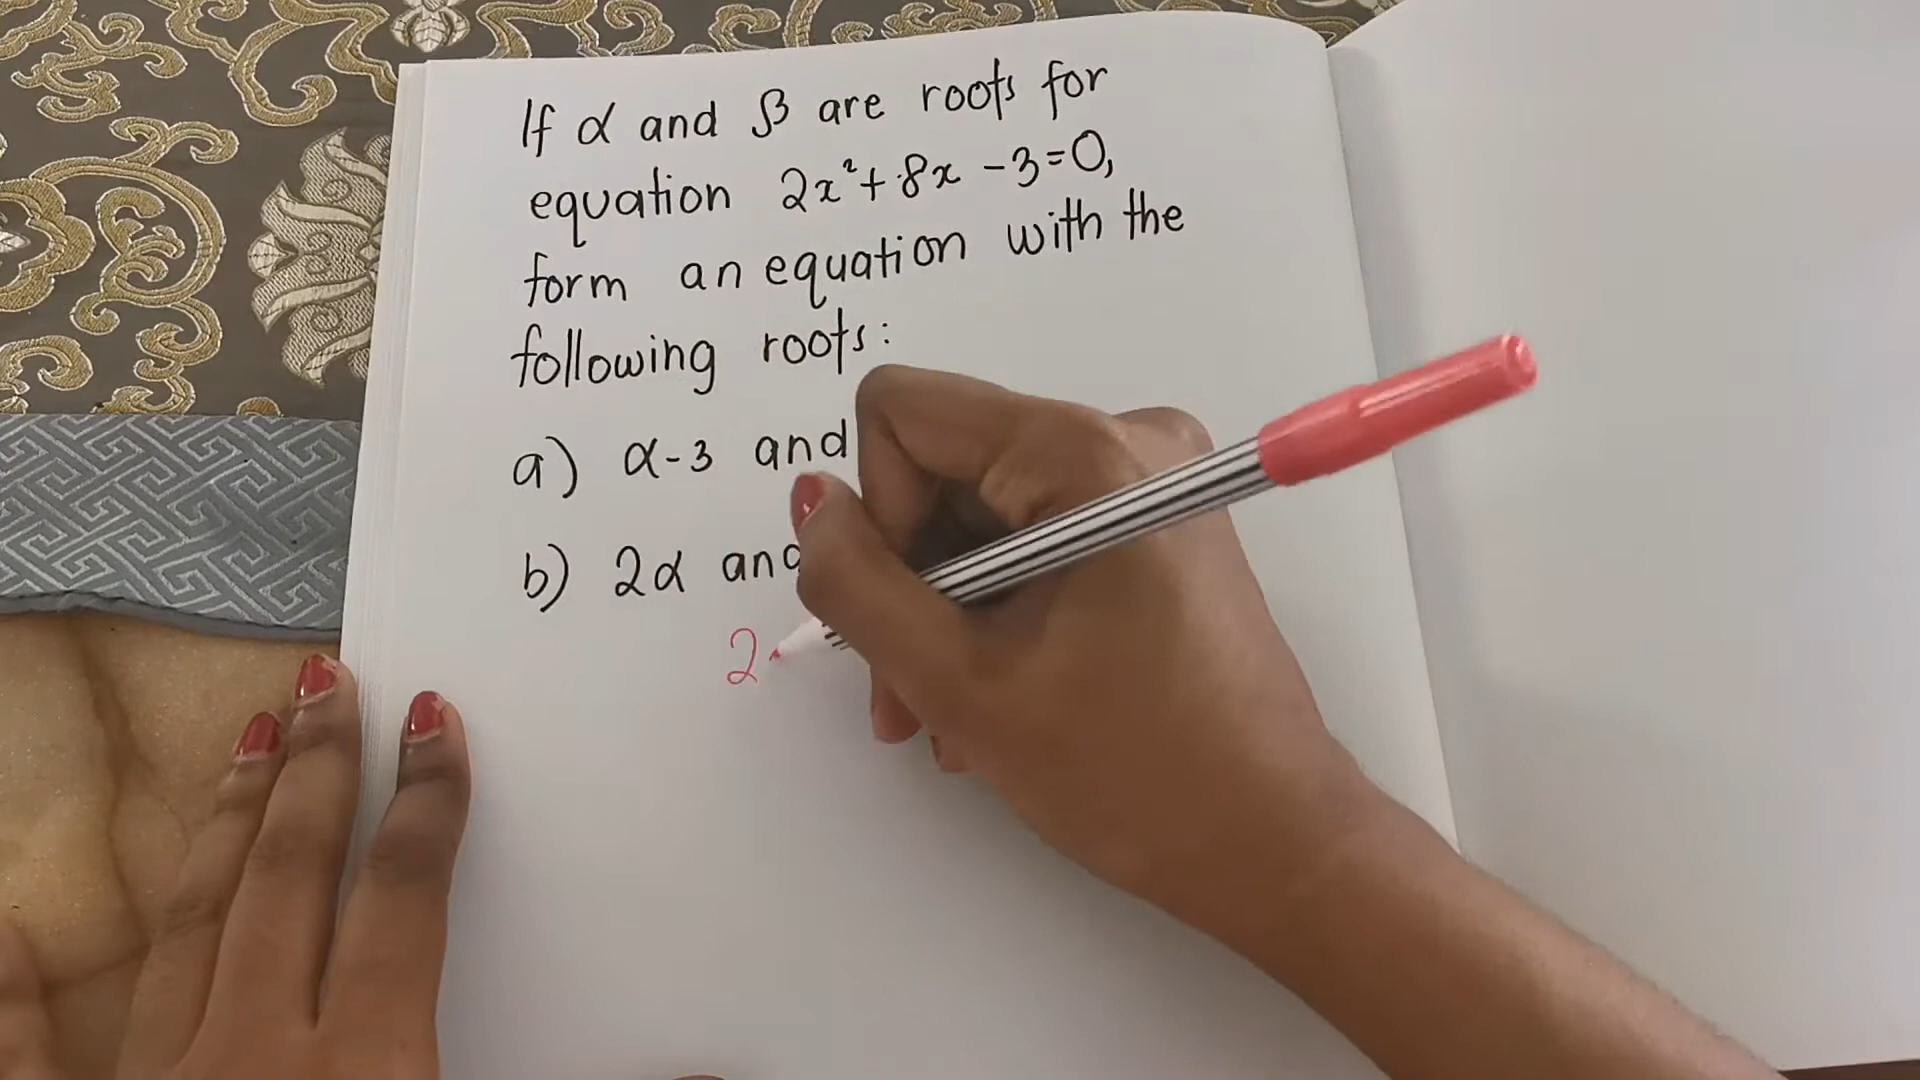 If α and β are roots for
equation 2x²+8x -3=0,
form an equation with the
following roots:
a) α-3 and
b) 2α and
2